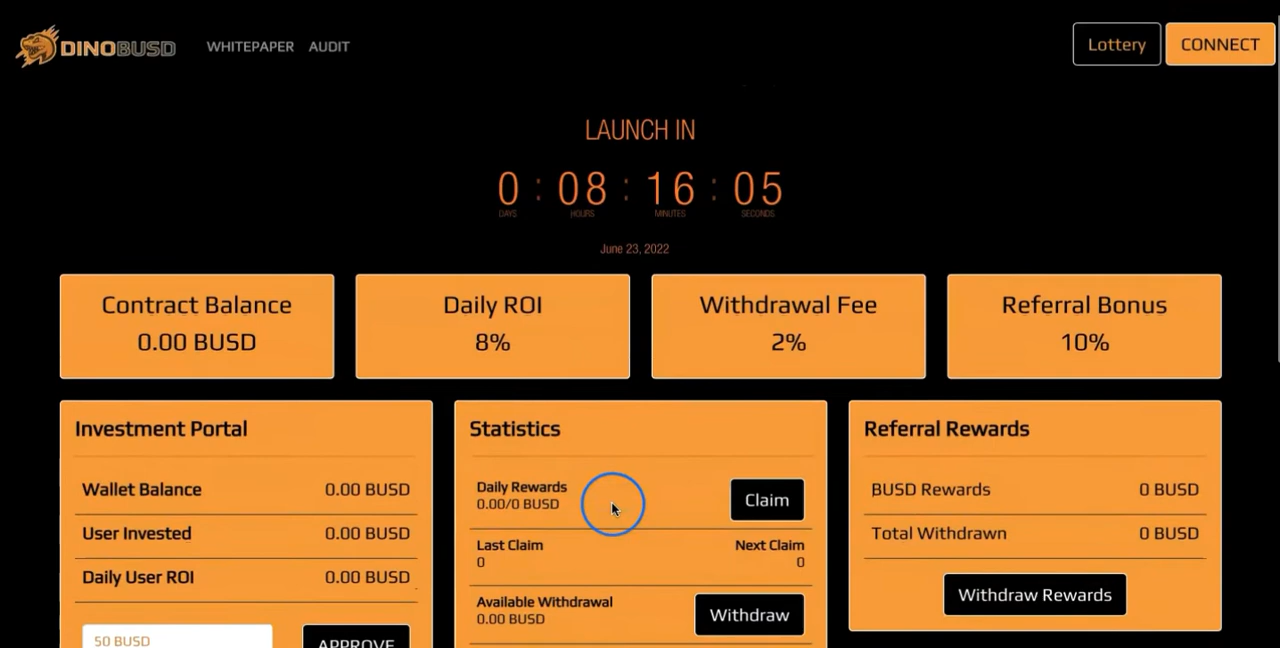 DINOBUSD
WHITEPAPER AUDIT
Lottery CONNECT
LAUNCH IN
0 : 08 : 16 : 05
DAYS HOURS MINUTES SECONDS
June 23, 2022
Contract Balance
0.00 BUSD
Daily ROI
8%
Withdrawal Fee
2%
Referral Bonus
10%
Investment Portal
Wallet Balance 0.00 BUSD
User Invested 0.00 BUSD
Daily User ROI 0.00 BUSD
50 BUSD APPROVE
Statistics
Daily Rewards
0.00/0 BUSD
Claim
Last Claim Next Claim
0 0
Available Withdrawal
0.00 BUSD
Withdraw
Referral Rewards
BUSD Rewards 0 BUSD
Total Withdrawn 0 BUSD
Withdraw Rewards